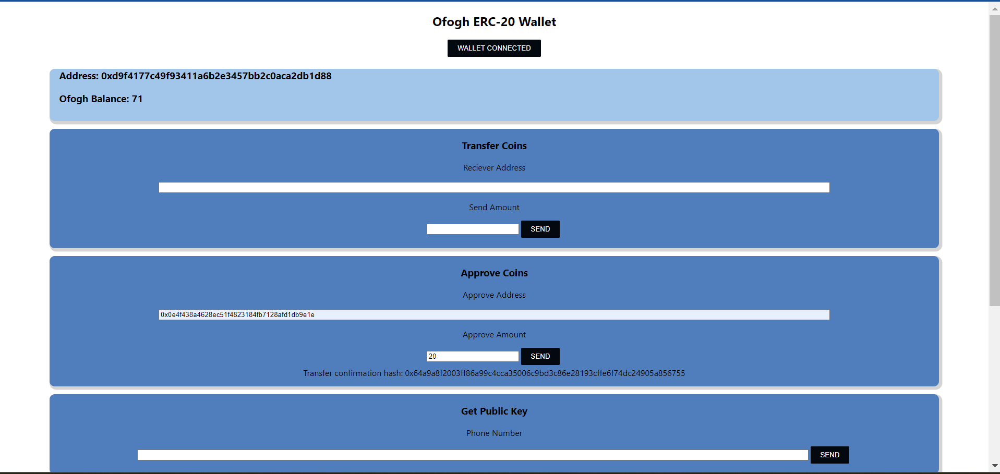 Ofogh ERC-20 Wallet
WALLET CONNECTED
Address: 0xd9f4177c49f93411a6b2e3457bb2c0aca2db1d88
Ofogh Balance: 71
Transfer Coins
Reciever Address
Send Amount
SEND
Approve Coins
Approve Address
0x0e4f438a4628ec51f4823184fb7128afd1db9e1e
Approve Amount
20 SEND
Transfer confirmation hash: 0x64a9a8f2003ff86a99c4cca35006c9bd3c86e28193cffe6f74dc24905a856755
Get Public Key
Phone Number
SEND